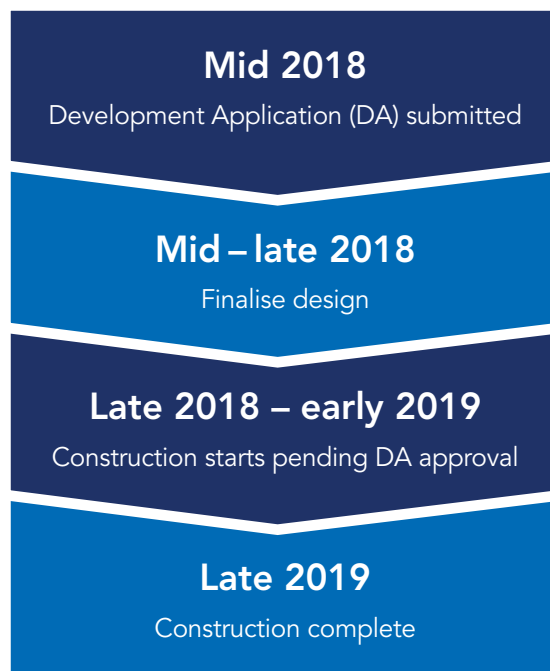 Mid 2018
Development Application (DA) submitted
Mid – late 2018
Finalise design
Late 2018 – early 2019
Construction starts pending DA approval
Late 2019
Construction complete